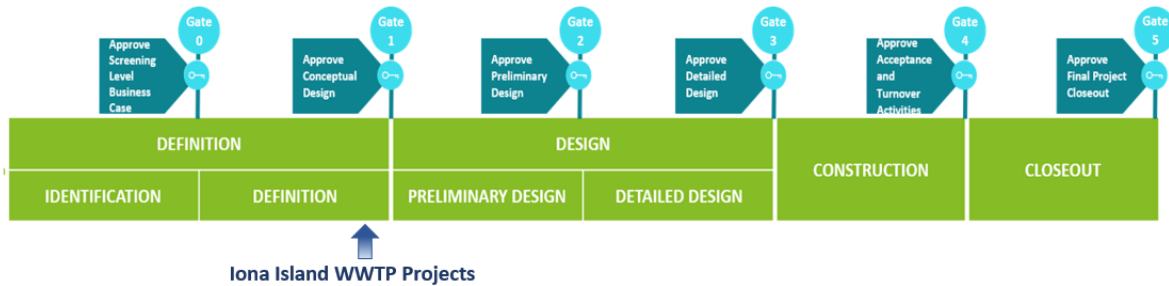 Gate
0
Gate
1
Gate
2
Gate
3
Gate
4
Gate
5
Approve
Screening
Level
Business
Case
Approve
Conceptual
Design
Approve
Preliminary
Design
Approve
Detailed
Design
Approve
Acceptance
and
Turnover
Activities
Approve
Final Project
Closeout
DEFINITION
DESIGN
CONSTRUCTION
CLOSEOUT
IDENTIFICATION
DEFINITION
PRELIMINARY DESIGN
DETAILED DESIGN
Iona Island WWTP Projects